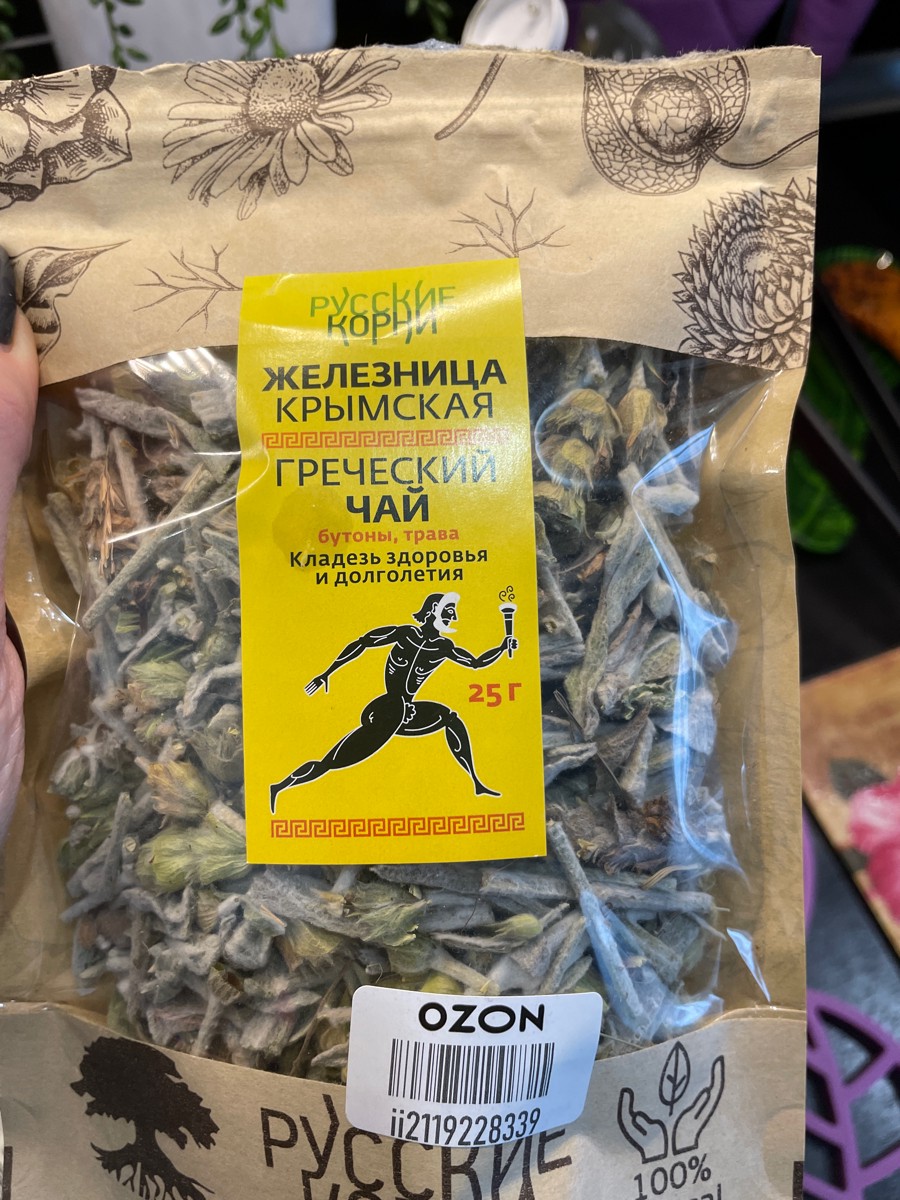 РУССКИЕ
КОРНИ
ЖЕЛЕЗНИЦА
КРЫМСКАЯ
ГРЕЧЕСКИЙ
ЧАЙ
бутоны, трава
Кладезь здоровья
и долголетия
25 г
OZON
ii2119228339
РУССКИЕ
100%